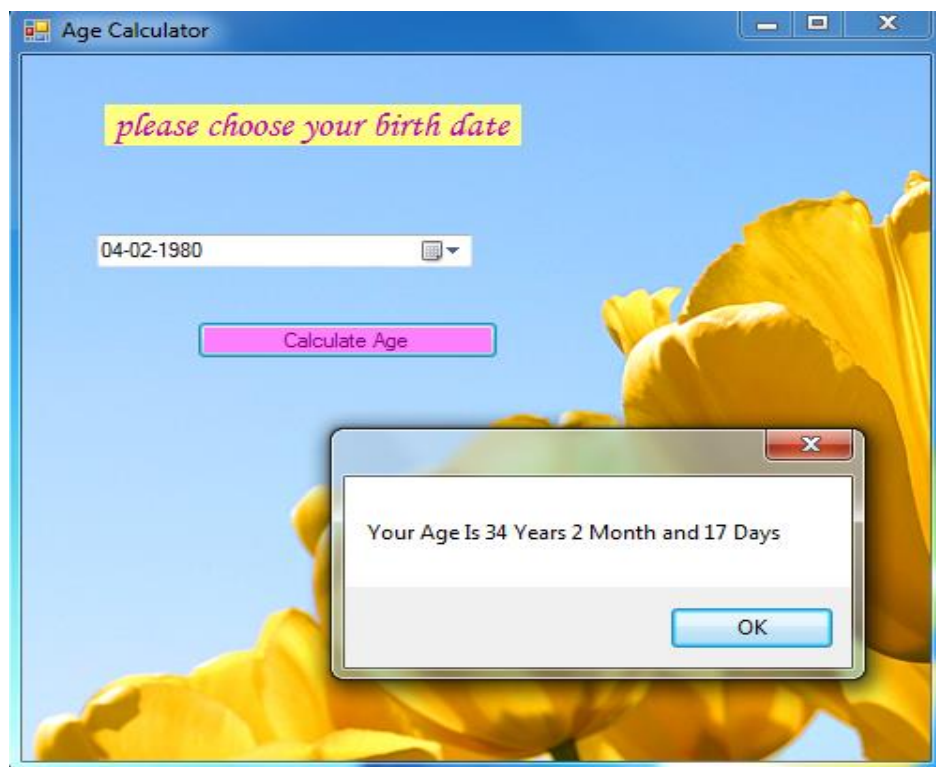 Age Calculator
please choose your birth date
04-02-1980
Calculate Age
Your Age Is 34 Years 2 Month and 17 Days
OK